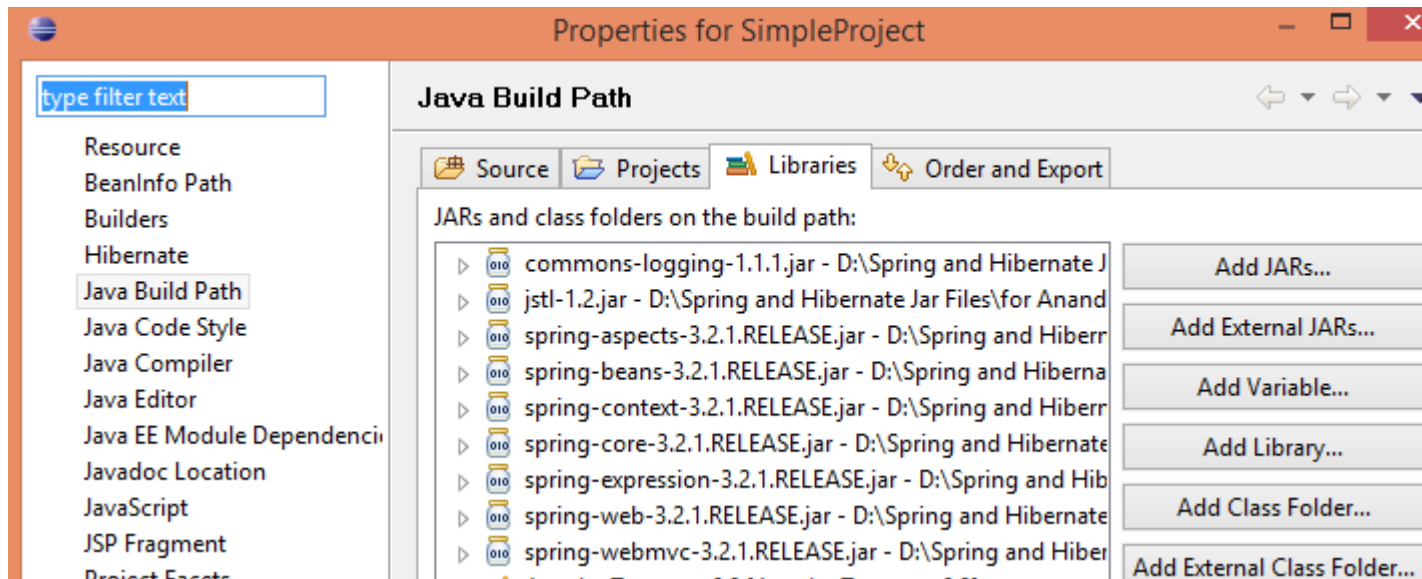 Properties for SimpleProject
type filter text
Resource
BeanInfo Path
Builders
Hibernate
Java Build Path
Java Code Style
Java Compiler
Java Editor
Java EE Module Dependenci
Javadoc Location
JavaScript
JSP Fragment
Project Facets
Java Build Path
Source Projects Libraries Order and Export
JARs and class folders on the build path:
commons-logging-1.1.1.jar - D:\Spring and Hibernate J
jstl-1.2.jar - D:\Spring and Hibernate Jar Files\for Anand
spring-aspects-3.2.1.RELEASE.jar - D:\Spring and Hibern
spring-beans-3.2.1.RELEASE.jar - D:\Spring and Hiberna
spring-context-3.2.1.RELEASE.jar - D:\Spring and Hibern
spring-core-3.2.1.RELEASE.jar - D:\Spring and Hibernate
spring-expression-3.2.1.RELEASE.jar - D:\Spring and Hib
spring-web-3.2.1.RELEASE.jar - D:\Spring and Hibernate
spring-webmvc-3.2.1.RELEASE.jar - D:\Spring and Hiber
Add JARs...
Add External JARs...
Add Variable...
Add Library...
Add Class Folder...
Add External Class Folder...